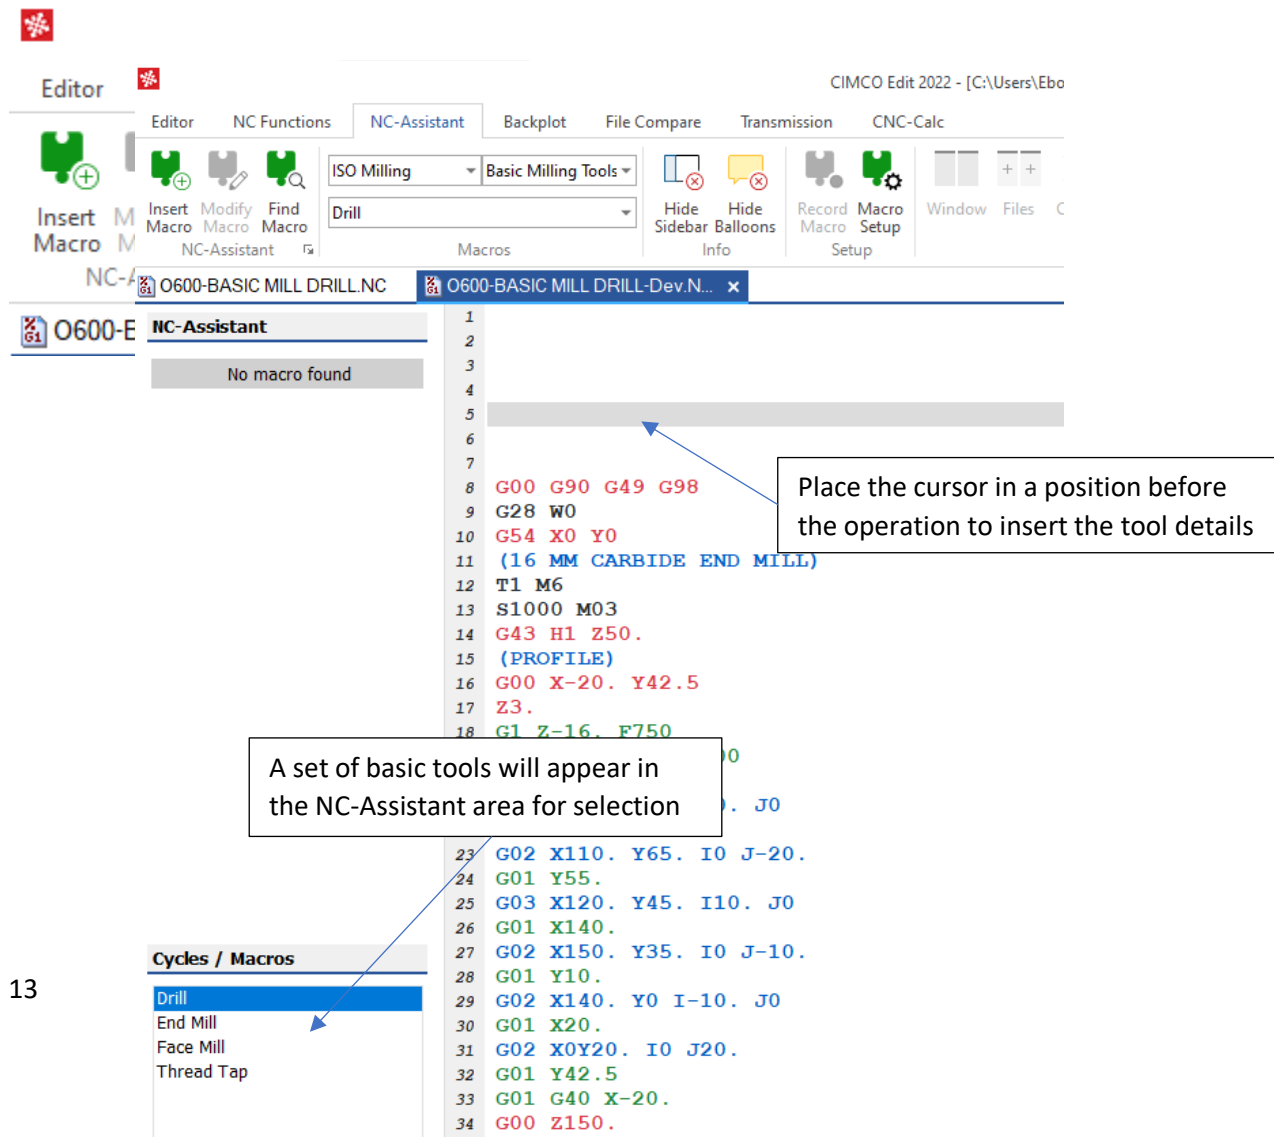 Editor
Insert M
Macro M
NC-A
O600-B
CIMCO Edit 2022 - [C:\Users\Ebo
Editor NC Functions NC-Assistant Backplot File Compare Transmission CNC-Calc
ISO Milling Basic Milling Tools
Drill
Insert Macro Modify Macro Find Macro
Hide Sidebar Hide Balloons
Record Macro Macro Setup
Window Files C
NC-Assistant Macros Info Setup
O600-BASIC MILL DRILL.NC O600-BASIC MILL DRILL-Dev.N...
NC-Assistant
No macro found
1
2
3
4
5
6
7
8 G00 G90 G49 G98
9 G28 W0
10 G54 X0 Y0
11 (16 MM CARBIDE END MILL)
12 T1 M6
13 S1000 M03
14 G43 H1 Z50.
15 (PROFILE)
16 G00 X-20. Y42.5
17 Z3.
18 G1 Z-16. F750
. J0
23 G02 X110. Y65. I0 J-20.
24 G01 Y55.
25 G03 X120. Y45. I10. J0
26 G01 X140.
27 G02 X150. Y35. I0 J-10.
28 G01 Y10.
29 G02 X140. Y0 I-10. J0
30 G01 X20.
31 G02 X0Y20. I0 J20.
32 G01 Y42.5
33 G01 G40 X-20.
34 G00 Z150.
Place the cursor in a position before
the operation to insert the tool details
A set of basic tools will appear in
the NC-Assistant area for selection
Cycles / Macros
Drill
End Mill
Face Mill
Thread Tap
13